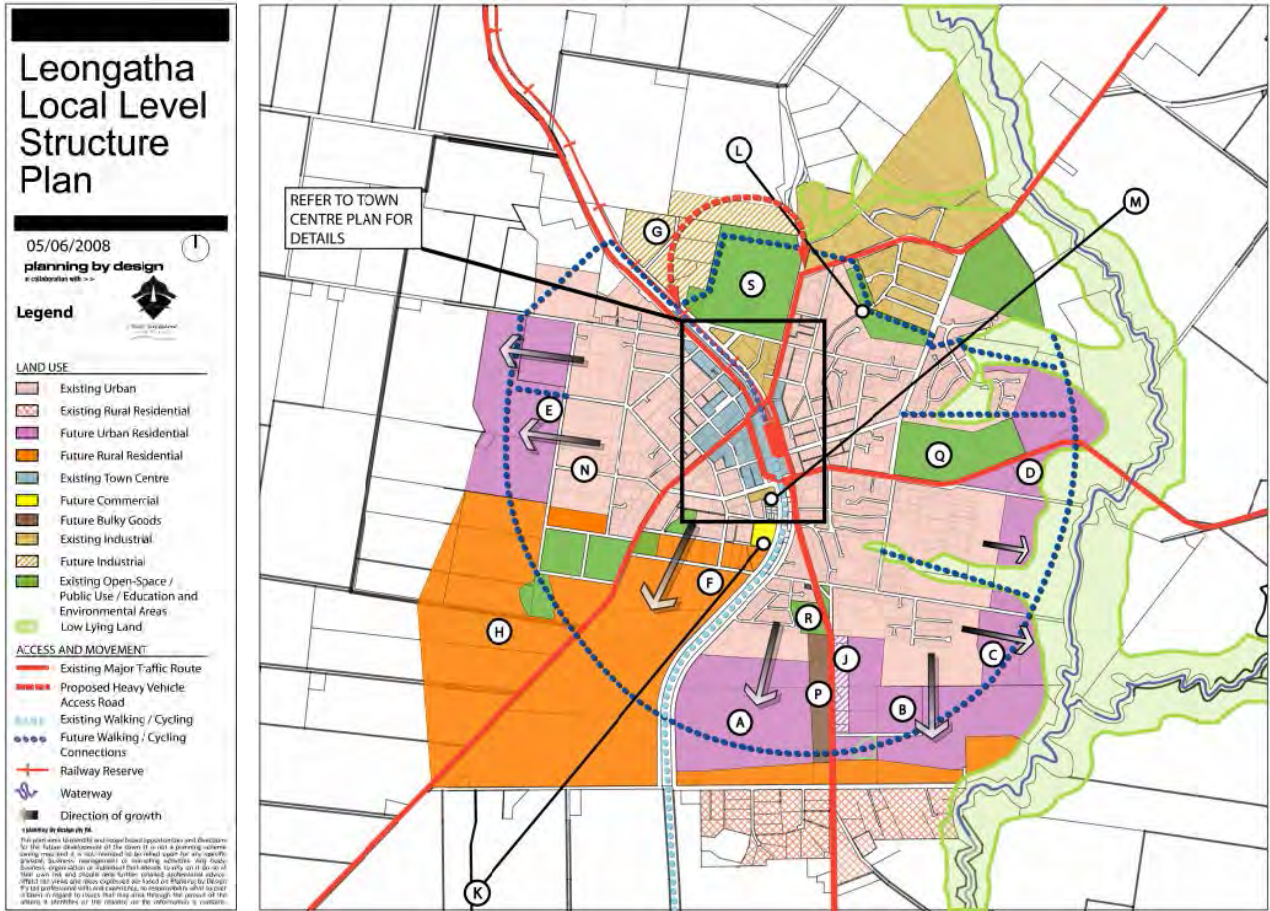 Leongatha
Local Level
Structure
Plan
05/06/2008
planning by design
in collaboration with > >
Legend
LAND USE
Existing Urban
Existing Rural Residential
Future Urban Residential
Future Rural Residential
Existing Town Centre
Future Commercial
Future Bulky Goods
Existing Industrial
Future Industrial
Existing Open-Space /
Public Use / Education and
Environmental Areas
Low Lying Land
ACCESS AND MOVEMENT
Existing Major Traffic Route
Proposed Heavy Vehicle
Access Road
Existing Walking / Cycling
Future Walking / Cycling
Connections
Railway Reserve
Waterway
Direction of growth
REFER TO TOWN
CENTRE PLAN FOR
DETAILS
L
M
G
S
E
N
Q
D
F
H
R
J
C
P
B
A
K